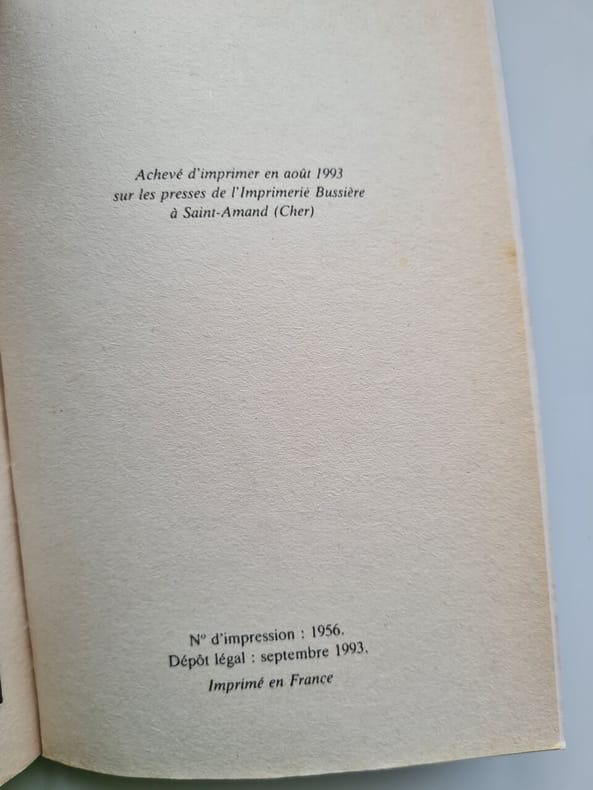 Achevé d'imprimer en août 1993
sur les presses de l'Imprimerie Bussière
à Saint-Amand (Cher)
Nº d'impression : 1956.
Dépôt légal : septembre 1993.
Imprimé en France